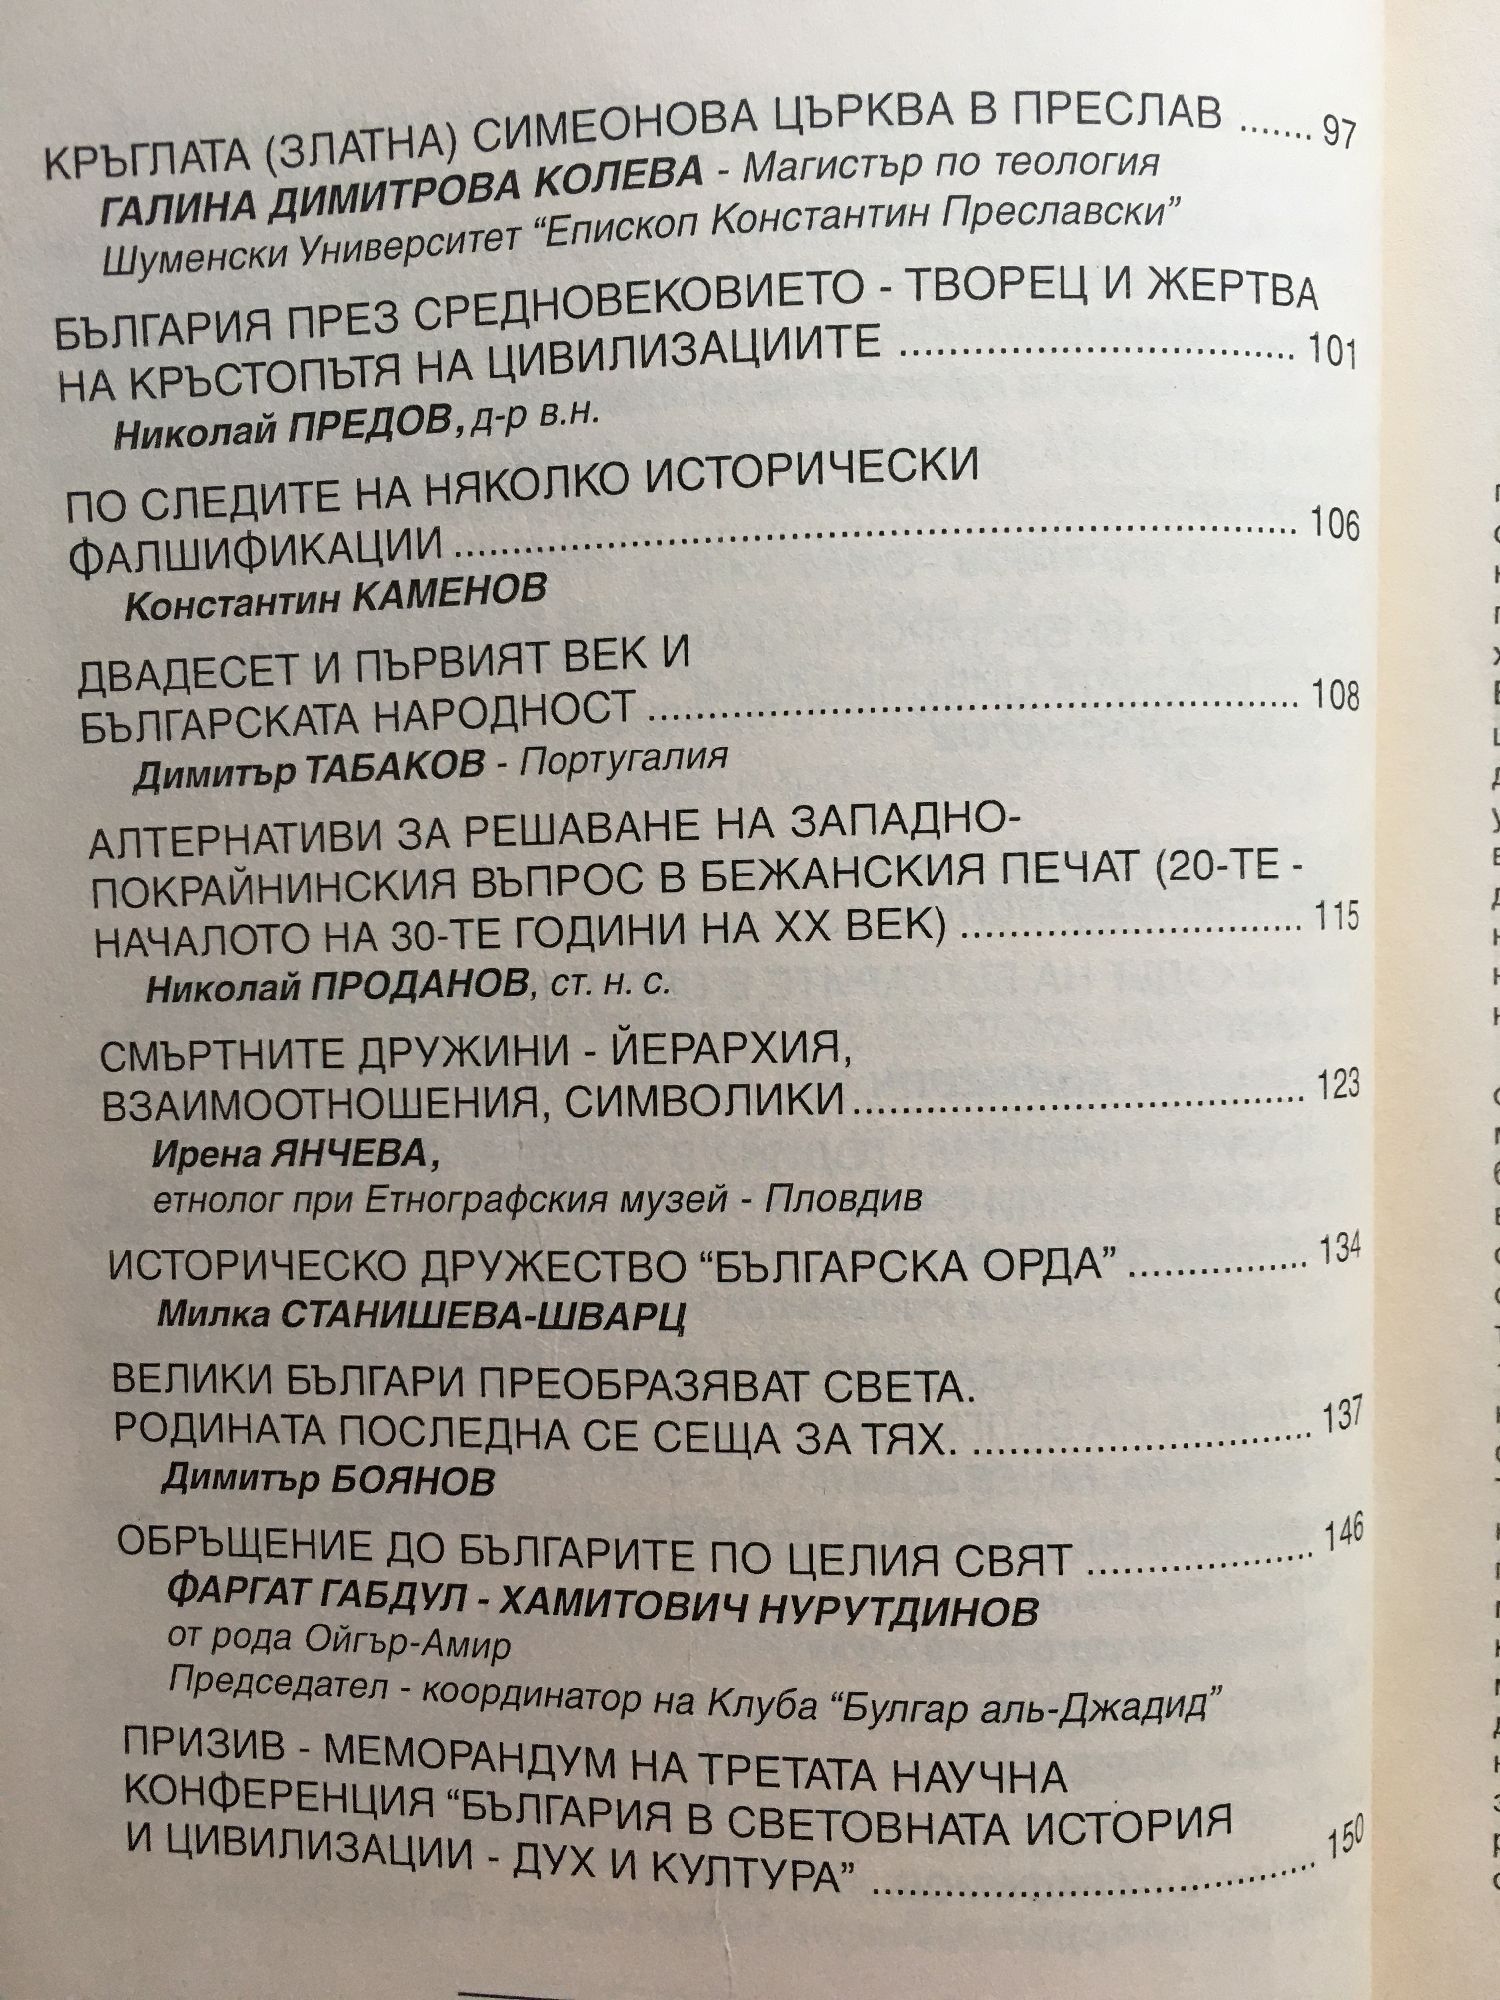 КРЪГЛАТА (ЗЛАТНА) СИМЕОНОВА ЦЪРКВА В ПРЕСЛАВ ....... 97
ГАЛИНА ДИМИТРОВА КОЛЕВА - Магистър по теология
Шуменски Университет “Епископ Константин Преславски”
БЪЛГАРИЯ ПРЕЗ СРЕДНОВЕКОВИЕТО - ТВОРЕЦ И ЖЕРТВА
НА КРЪСТОПЪТЯ НА ЦИВИЛИЗАЦИИТЕ ................................ 101
Николай ПРЕДОВ, д-р в.н.
ПО СЛЕДИТЕ НА НЯКОЛКО ИСТОРИЧЕСКИ
ФАЛШИФИКАЦИИ ..................................................................... 106
Константин КАМЕНОВ
ДВАДЕСЕТ И ПЪРВИЯТ ВЕК И
БЪЛГАРСКАТА НАРОДНОСТ ..................................................... 108
Димитър ТАБАКОВ - Португалия
АЛТЕРНАТИВИ ЗА РЕШАВАНЕ НА ЗАПАДНО-
ПОКРАЙНИНСКИЯ ВЪПРОС В БЕЖАНСКИЯ ПЕЧАТ (20-ТЕ -
НАЧАЛОТО НА 30-ТЕ ГОДИНИ НА XX ВЕК) ............................ 115
Николай ПРОДАНОВ, ст. н. с.
СМЪРТНИТЕ ДРУЖИНИ - ЙЕРАРХИЯ,
ВЗАИМООТНОШЕНИЯ, СИМВОЛИКИ..................................... 123
Ирена ЯНЧЕВА,
етнолог при Етнографския музей - Пловдив
ИСТОРИЧЕСКО ДРУЖЕСТВО “БЪЛГАРСКА ОРДА” ............... 134
Милка СТАНИШЕВА-ШВАРЦ
ВЕЛИКИ БЪЛГАРИ ПРЕОБРАЗЯВАТ СВЕТА.
РОДИНАТА ПОСЛЕДНА СЕ СЕЩА ЗА ТЯХ. ............................ 137
Димитър БОЯНОВ
ОБРЪЩЕНИЕ ДО БЪЛГАРИТЕ ПО ЦЕЛИЯ СВЯТ ................... 146
ФАРГАТ ГАБДУЛ - ХАМИТОВИЧ НУРУТДИНОВ
от рода Ойгър-Амир
Председател - координатор на Клуба “Булгар аль-Джадид”
ПРИЗИВ - МЕМОРАНДУМ НА ТРЕТАТА НАУЧНА
КОНФЕРЕНЦИЯ “БЪЛГАРИЯ В СВЕТОВНАТА ИСТОРИЯ
И ЦИВИЛИЗАЦИИ - ДУХ И КУЛТУРА” ..................................... 150